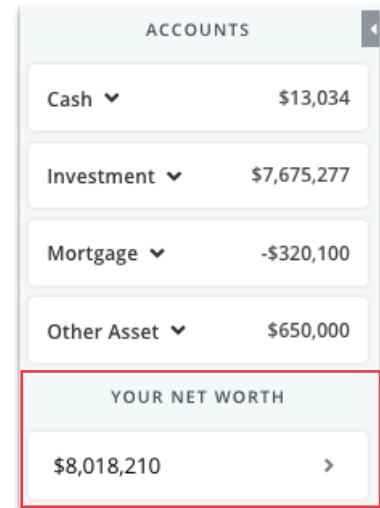 ACCOUNTS
Cash $13,034
Investment $7,675,277
Mortgage -$320,100
Other Asset $650,000
YOUR NET WORTH
$8,018,210